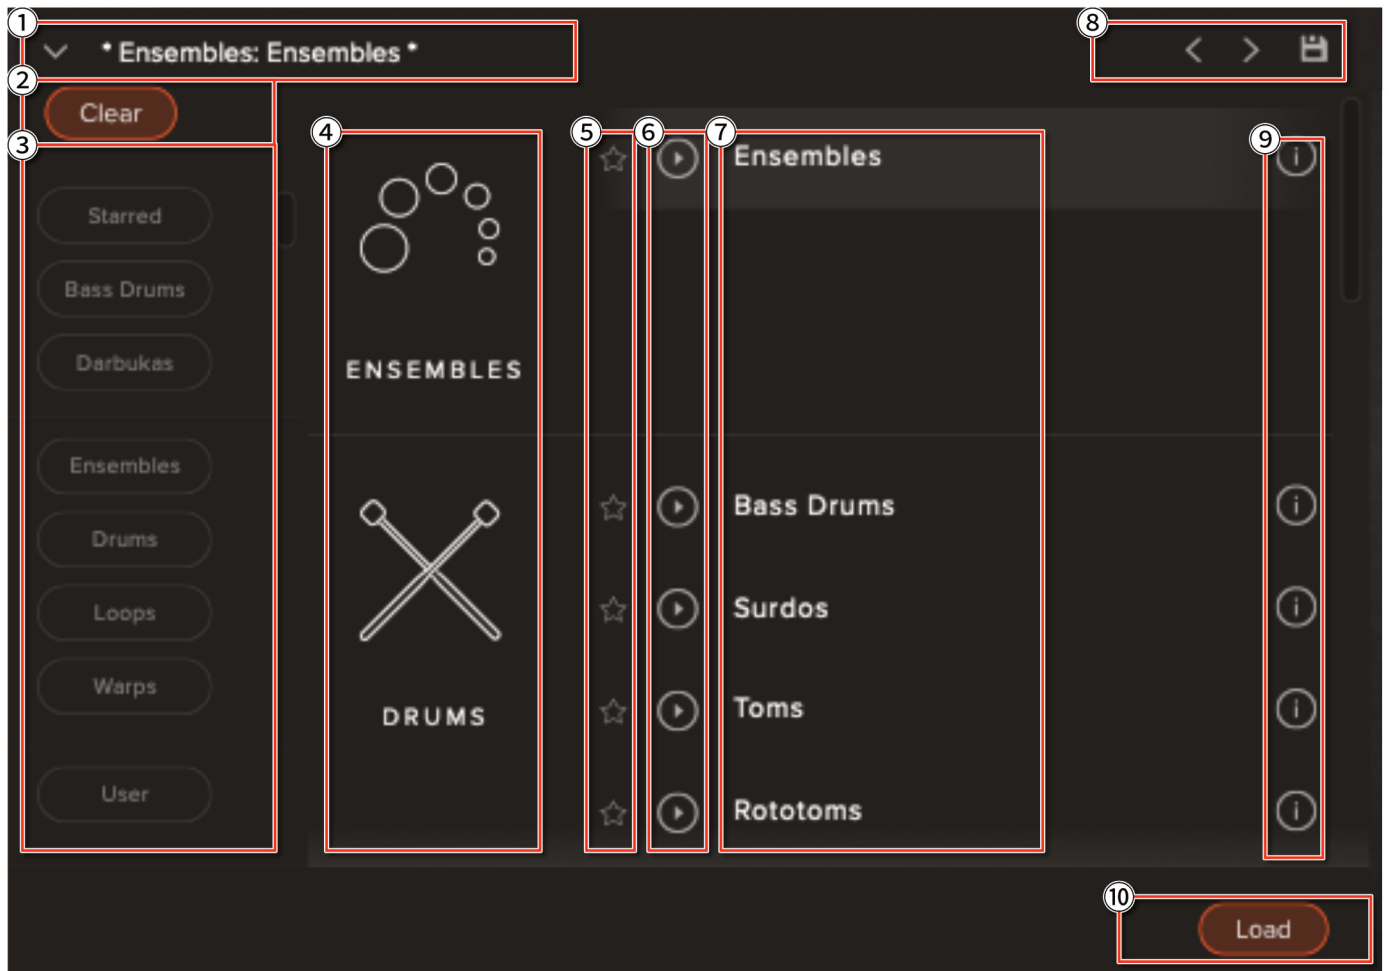 1
* Ensembles: Ensembles *
8
2
Clear
3
4
5
6
7
9
Starred
Bass Drums
Darbukas
Ensembles
Drums
Loops
Warps
User
ENSEMBLES
DRUMS
Ensembles
i
Bass Drums
i
Surdos
i
Toms
i
Rototoms
i
10
Load